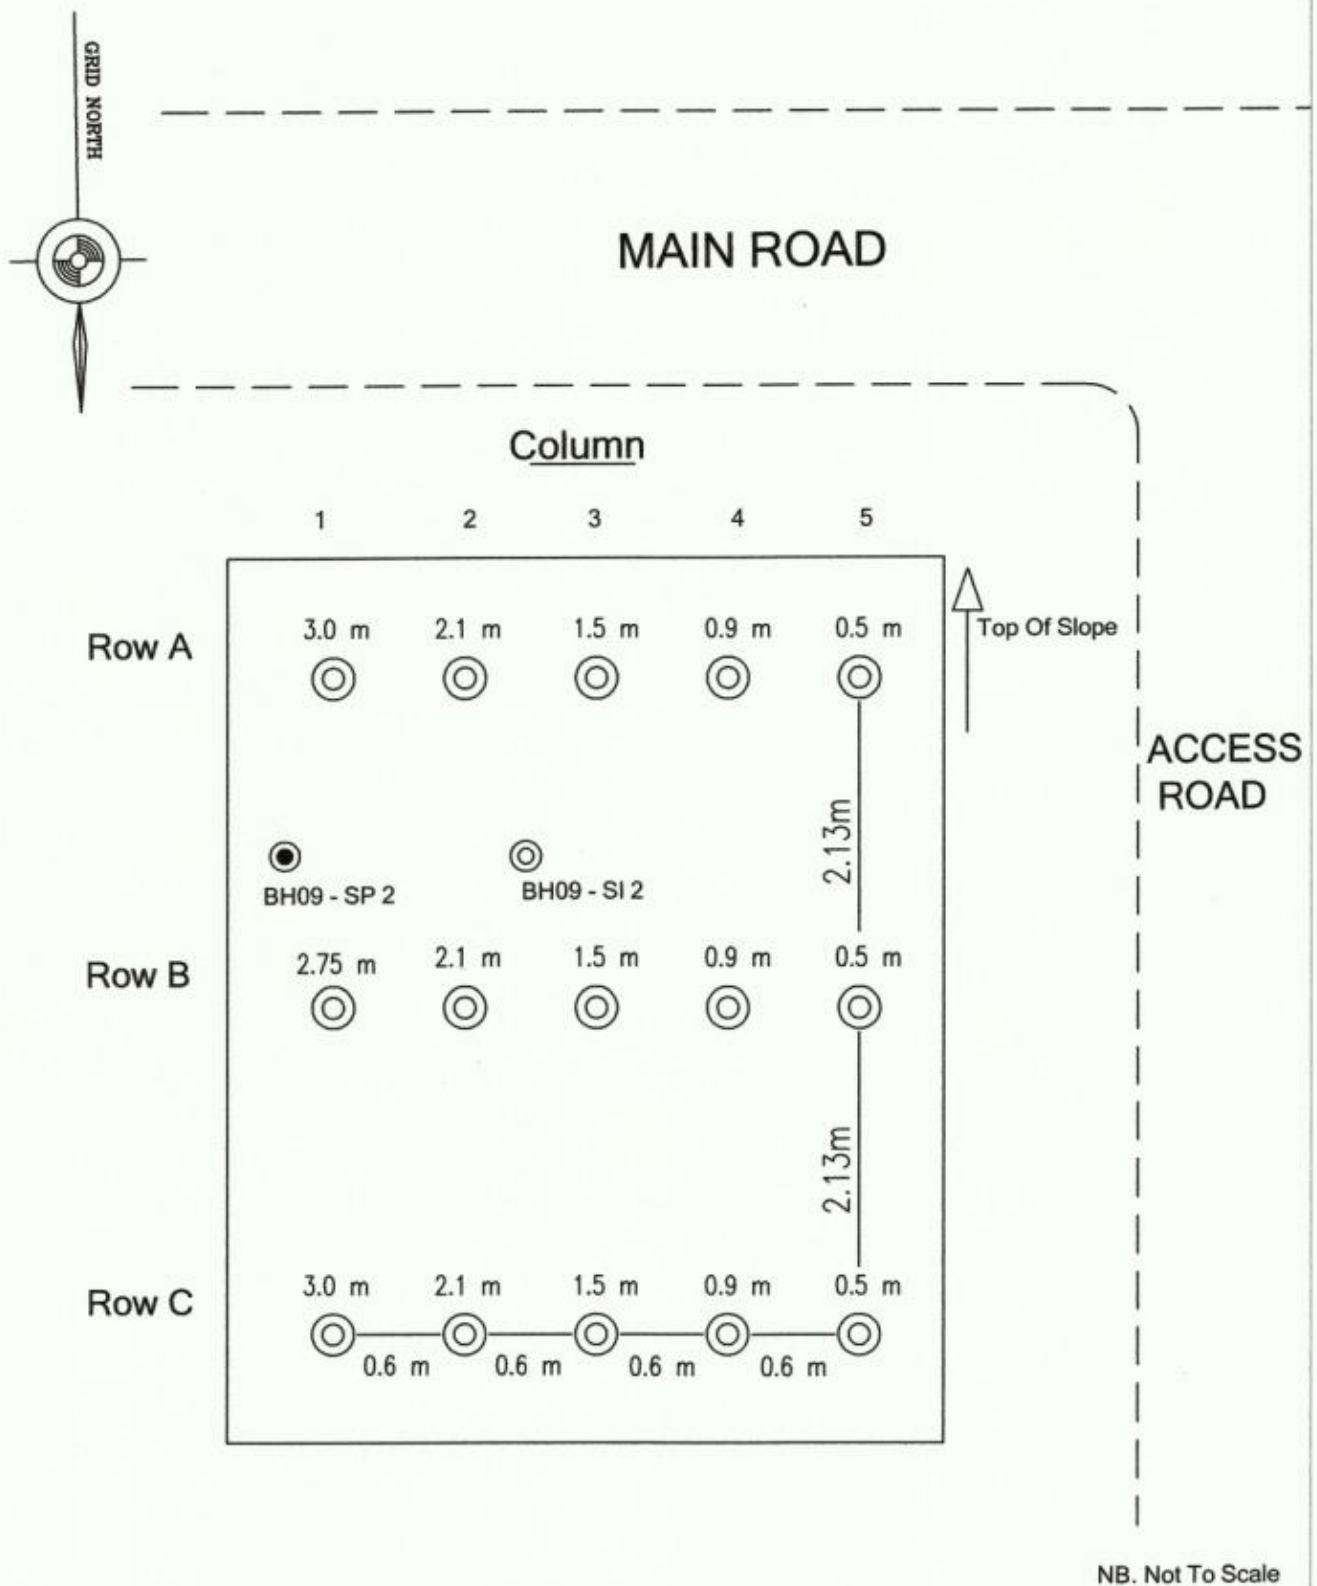 GRID NORTH
MAIN ROAD
Column
1 2 3 4 5
Row A
3.0 m 2.1 m 1.5 m 0.9 m 0.5 m
Top Of Slope
ACCESS
ROAD
2.13m
BH09 - SP 2
BH09 - SI 2
Row B
2.75 m 2.1 m 1.5 m 0.9 m 0.5 m
2.13m
Row C
3.0 m 2.1 m 1.5 m 0.9 m 0.5 m
0.6 m 0.6 m 0.6 m 0.6 m
NB. Not To Scale